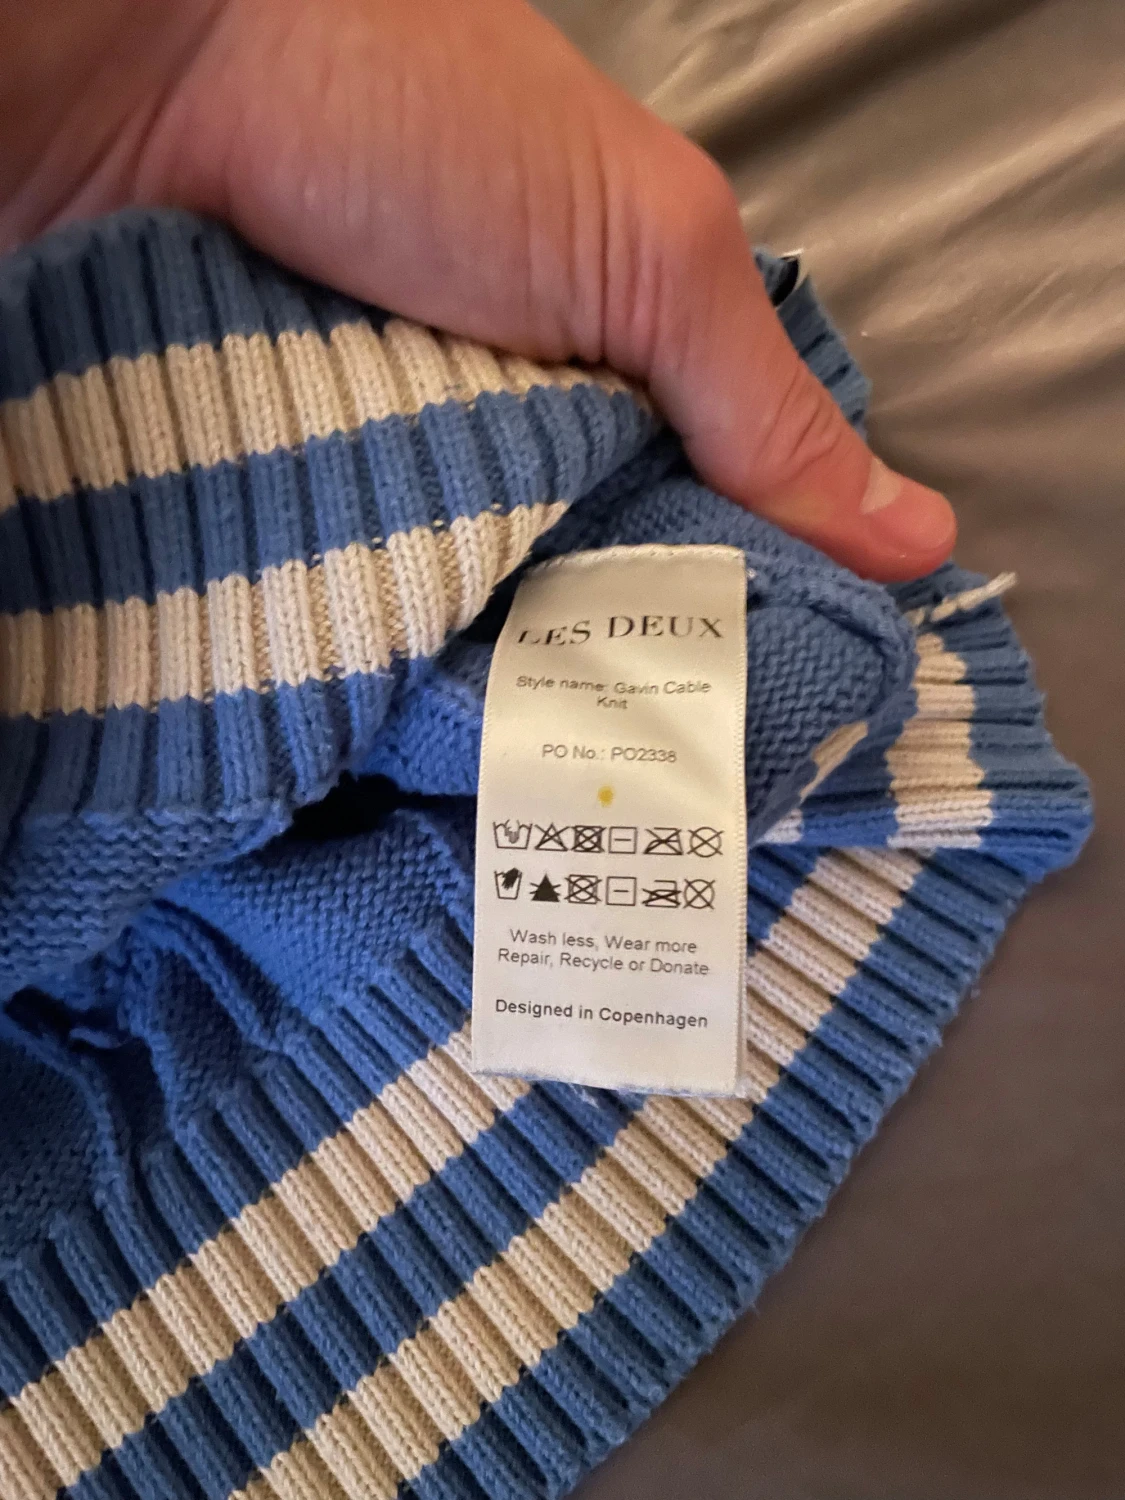 LES DEUX
Style name: Gavin Cable
Knit
PO No.: PO2338
Wash less, Wear more
Repair, Recycle or Donate
Designed in Copenhagen